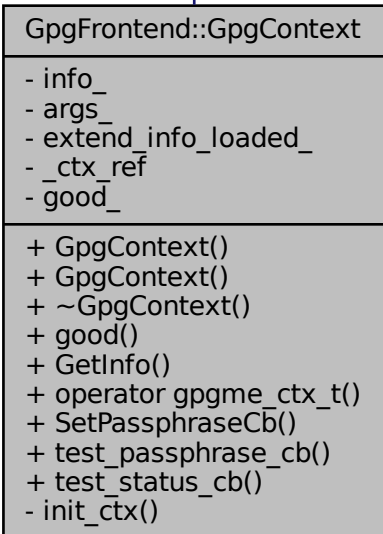 GpgFrontend::GpgContext
- info_
- args_
- extend_info_loaded_
- _ctx_ref
- good_
+ GpgContext()
+ GpgContext()
+ ~GpgContext()
+ good()
+ GetInfo()
+ operator gpgme_ctx_t()
+ SetPassphraseCb()
+ test_passphrase_cb()
+ test_status_cb()
- init_ctx()